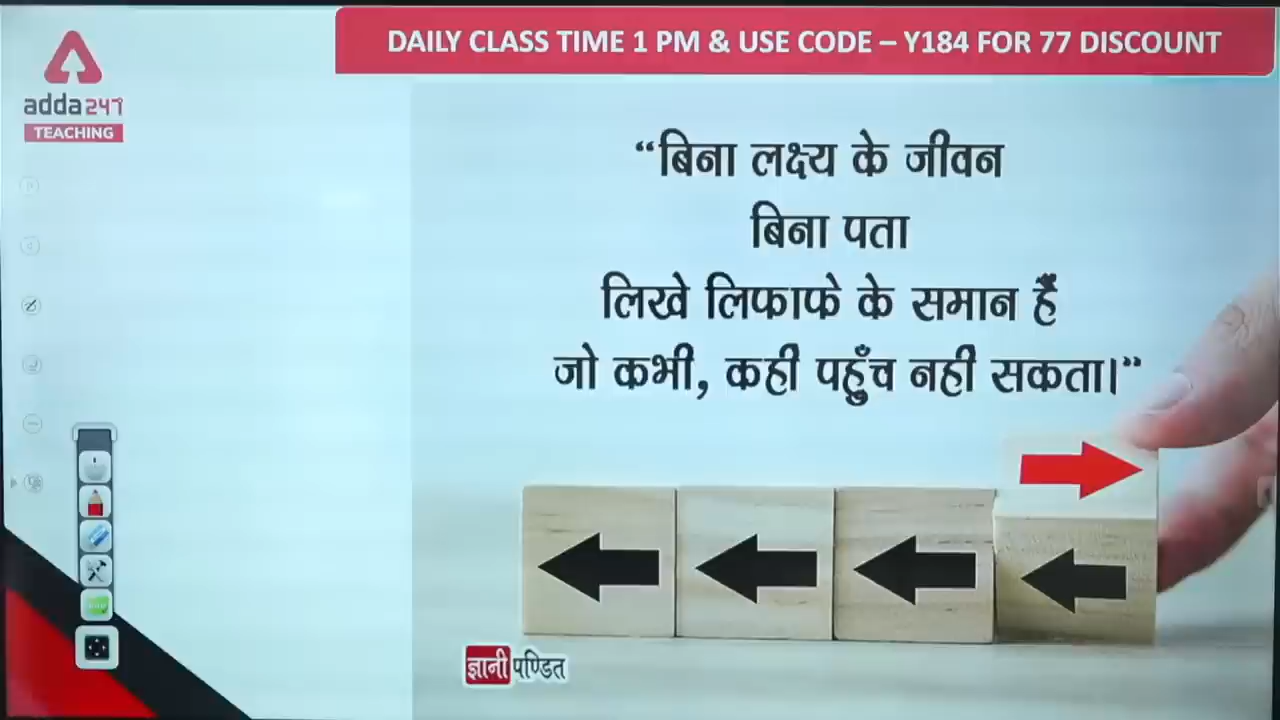 DAILY CLASS TIME 1 PM & USE CODE – Y184 FOR 77 DISCOUNT
adda247
TEACHING
“बिना लक्ष्य के जीवन
बिना पता
लिखे लिफाफे के समान हैं
जो कभी, कही पहुँच नही सकता।”
ज्ञानी पण्डित